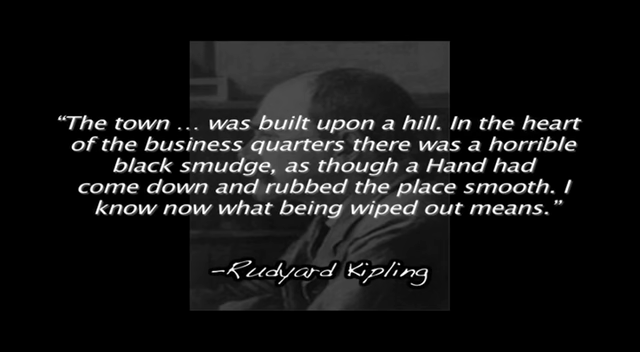 “The town … was built upon a hill. In the heart
of the business quarters there was a horrible
black smudge, as though a Hand had
come down and rubbed the place smooth. I
know now what being wiped out means.”
-Rudyard Kipling